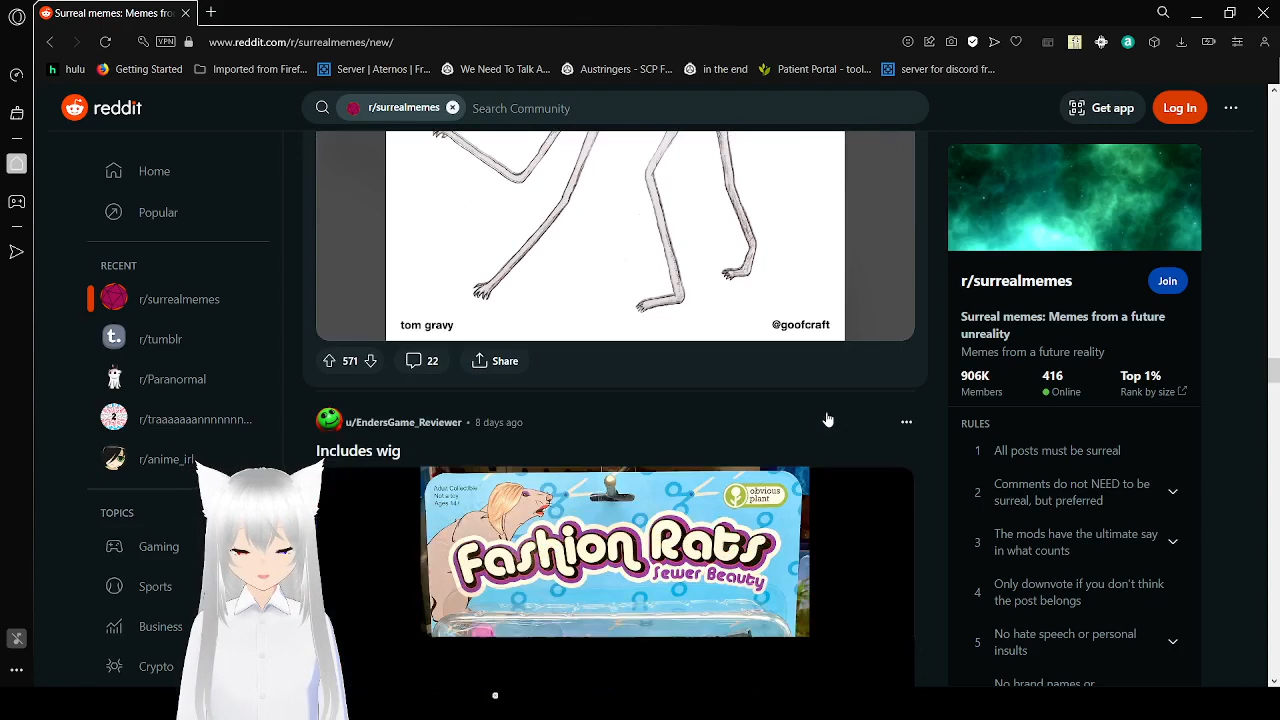 Surreal memes: Memes fro
VPN
www.reddit.com/r/surrealmemes/new/
hulu
Getting Started
Imported from Firef...
Server | Aternos | Fr...
We Need To Talk A...
Austringers - SCP F...
in the end
Patient Portal - tool...
server for discord fr...
reddit
r/surrealmemes
Search Community
Get app
Log In
Home
Popular
RECENT
r/surrealmemes
r/tumblr
r/Paranormal
r/traaaaaaannnnnnn...
r/anime_irl
TOPICS
Gaming
Sports
Business
Crypto
tom gravy
@goofcraft
571
22
Share
u/EndersGame_Reviewer • 8 days ago
Includes wig
Adult Collectible
Not a toy
Ages 14+
obvious
plant
Fashion Rats
Sewer Beauty
r/surrealmemes
Join
Surreal memes: Memes from a future
unreality
Memes from a future reality
906K
Members
416
Online
Top 1%
Rank by size
RULES
1 All posts must be surreal
2 Comments do not NEED to be
surreal, but preferred
3 The mods have the ultimate say
in what counts
4 Only downvote if you don't think
the post belongs
5 No hate speech or personal
insults
No brand names or